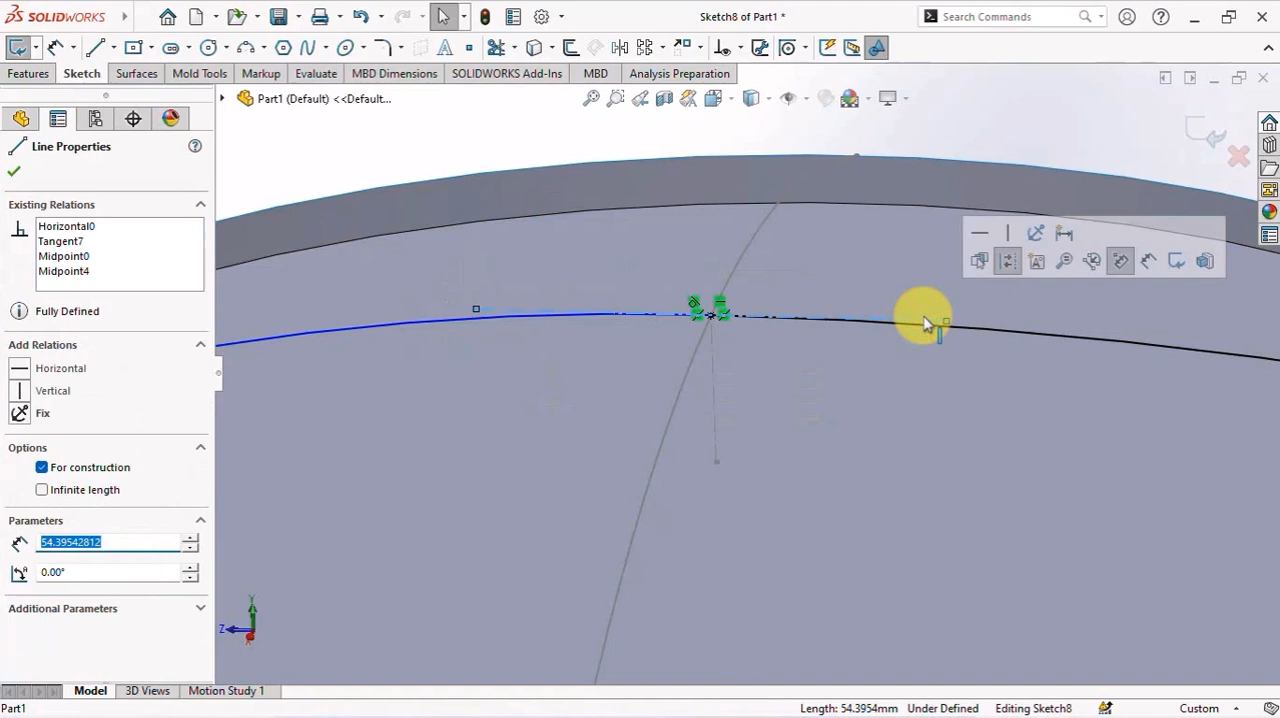 SOLIDWORKS
Sketch8 of Part1 *
Search Commands
Features
Sketch
Surfaces
Mold Tools
Markup
Evaluate
MBD Dimensions
SOLIDWORKS Add-Ins
MBD
Analysis Preparation
Part1 (Default) <<Default...
Line Properties
Existing Relations
Horizontal0
Tangent7
Midpoint0
Midpoint4
Fully Defined
Add Relations
Horizontal
Vertical
Fix
Options
For construction
Infinite length
Parameters
54.39542812
0.00°
Additional Parameters
Y
Z
X
Model
3D Views
Motion Study 1
Part1
Length: 54.3954mm
Under Defined
Editing Sketch8
Custom